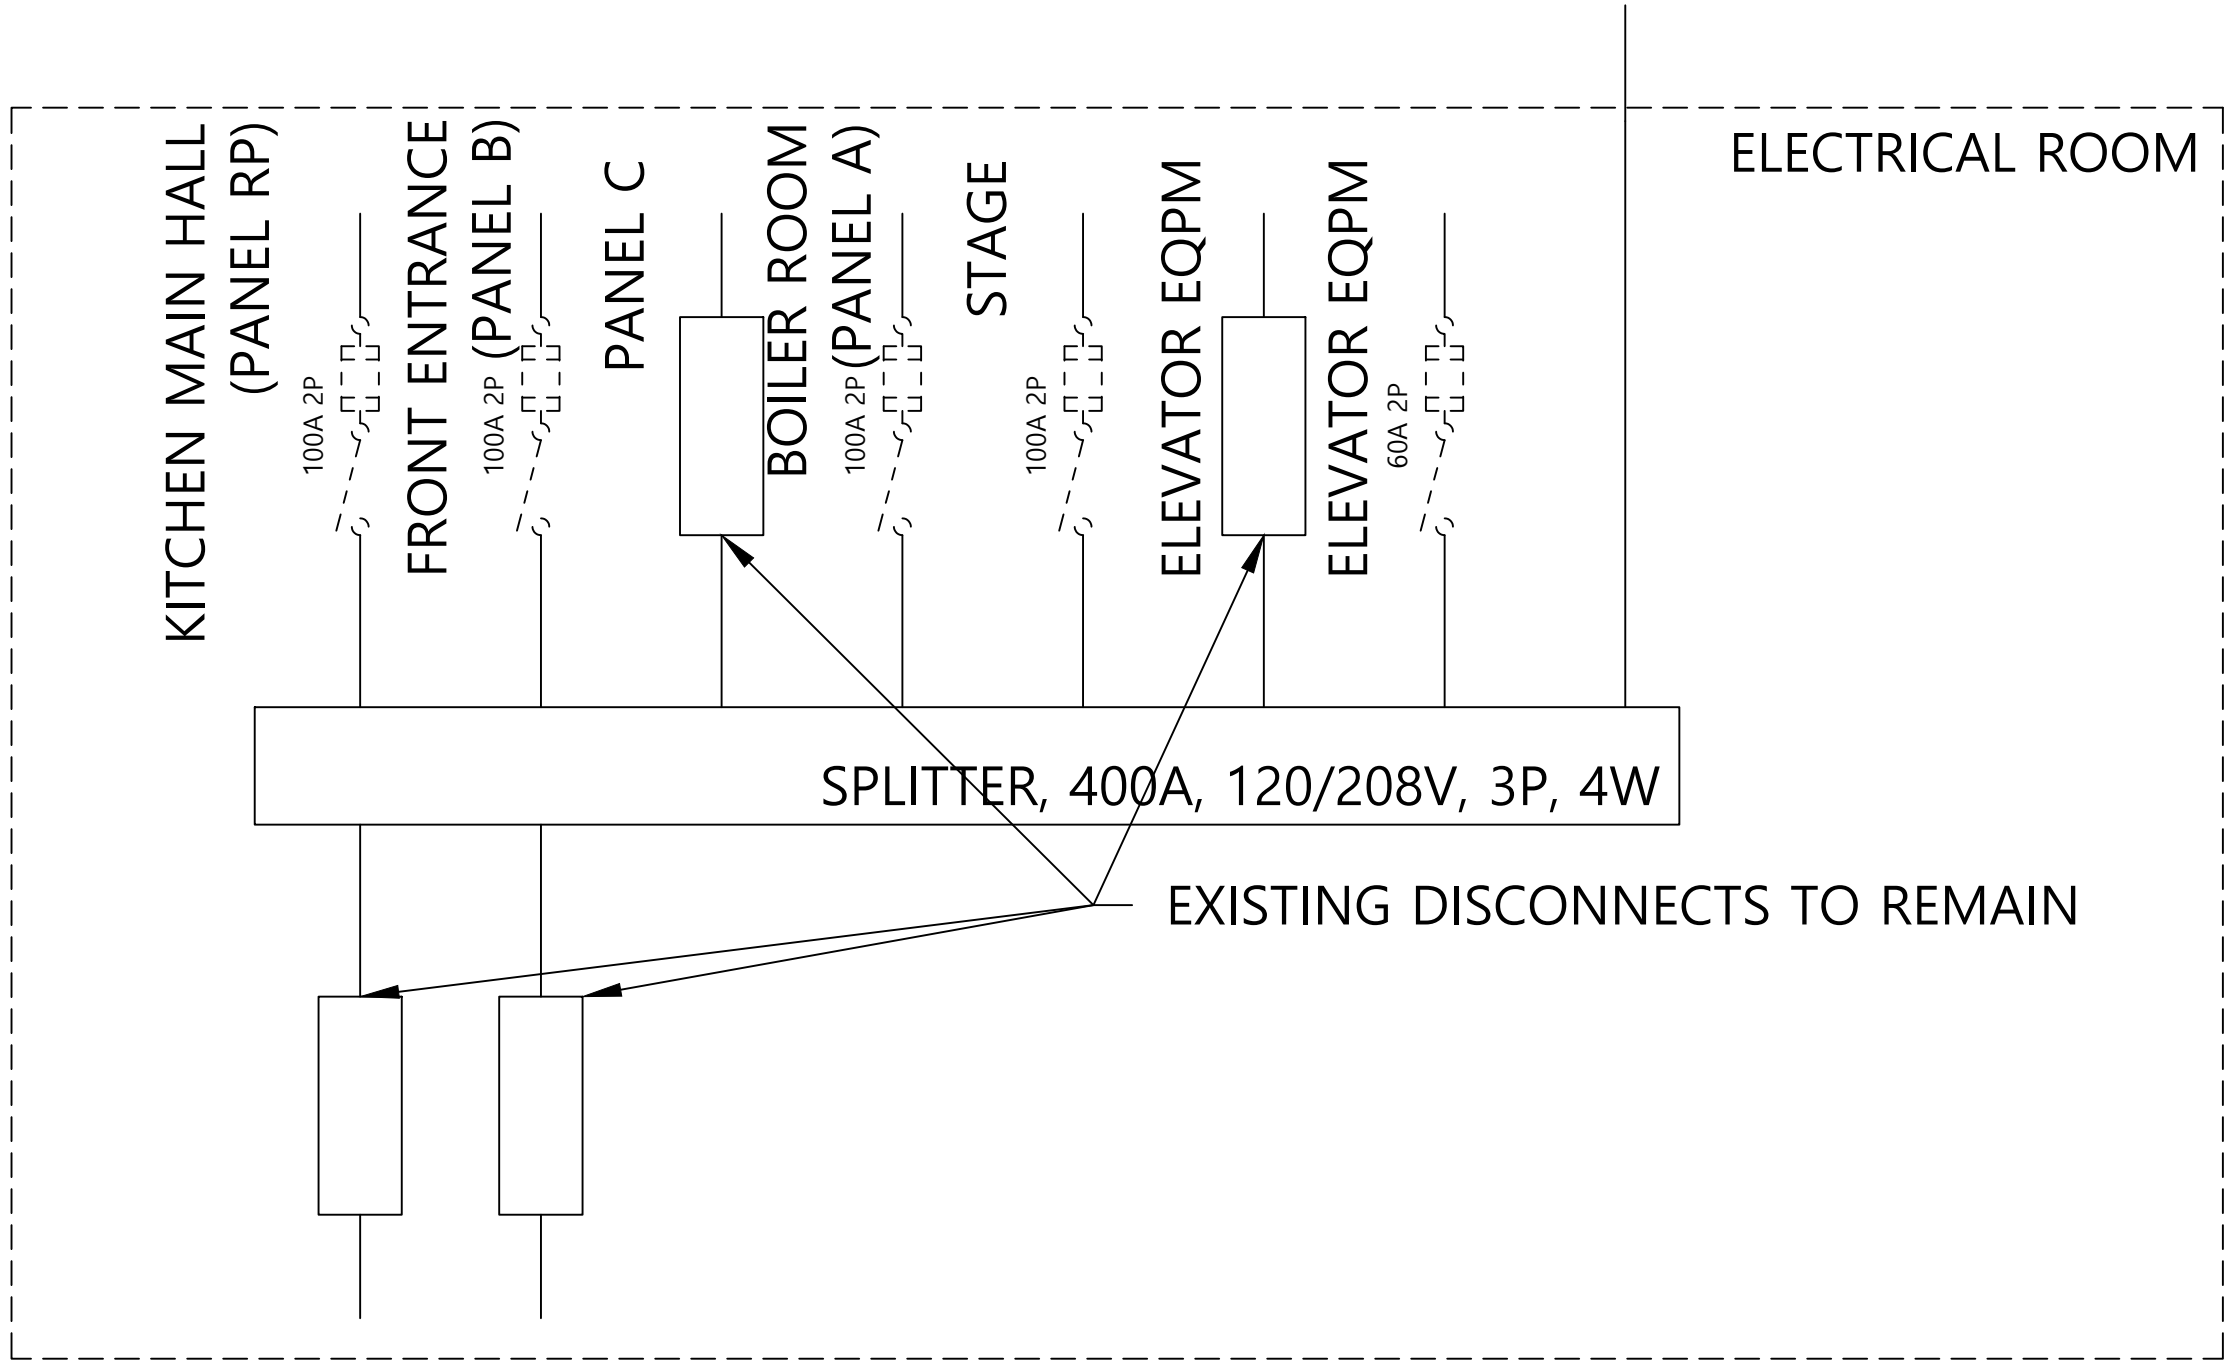 ELECTRICAL ROOM
KITCHEN MAIN HALL
(PANEL RP)
100A 2P
FRONT ENTRANCE
(PANEL B)
100A 2P
PANEL C
BOILER ROOM
(PANEL A)
100A 2P
STAGE
100A 2P
ELEVATOR EQPM
ELEVATOR EQPM
60A 2P
SPLITTER, 400A, 120/208V, 3P, 4W
EXISTING DISCONNECTS TO REMAIN